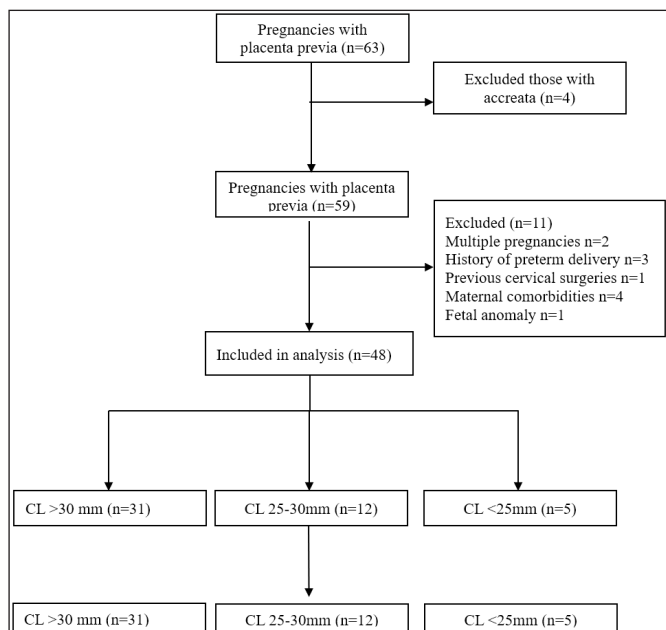 Pregnancies with
placenta previa (n=63)
Excluded those with
accreata (n=4)
Pregnancies with placenta
previa (n=59)
Excluded (n=11)
Multiple pregnancies n=2
History of preterm delivery n=3
Previous cervical surgeries n=1
Maternal comorbidities n=4
Fetal anomaly n=1
Included in analysis (n=48)
CL >30 mm (n=31)
CL 25-30mm (n=12)
CL <25mm (n=5)
CL >30 mm (n=31)
CL 25-30mm (n=12)
CL <25mm (n=5)